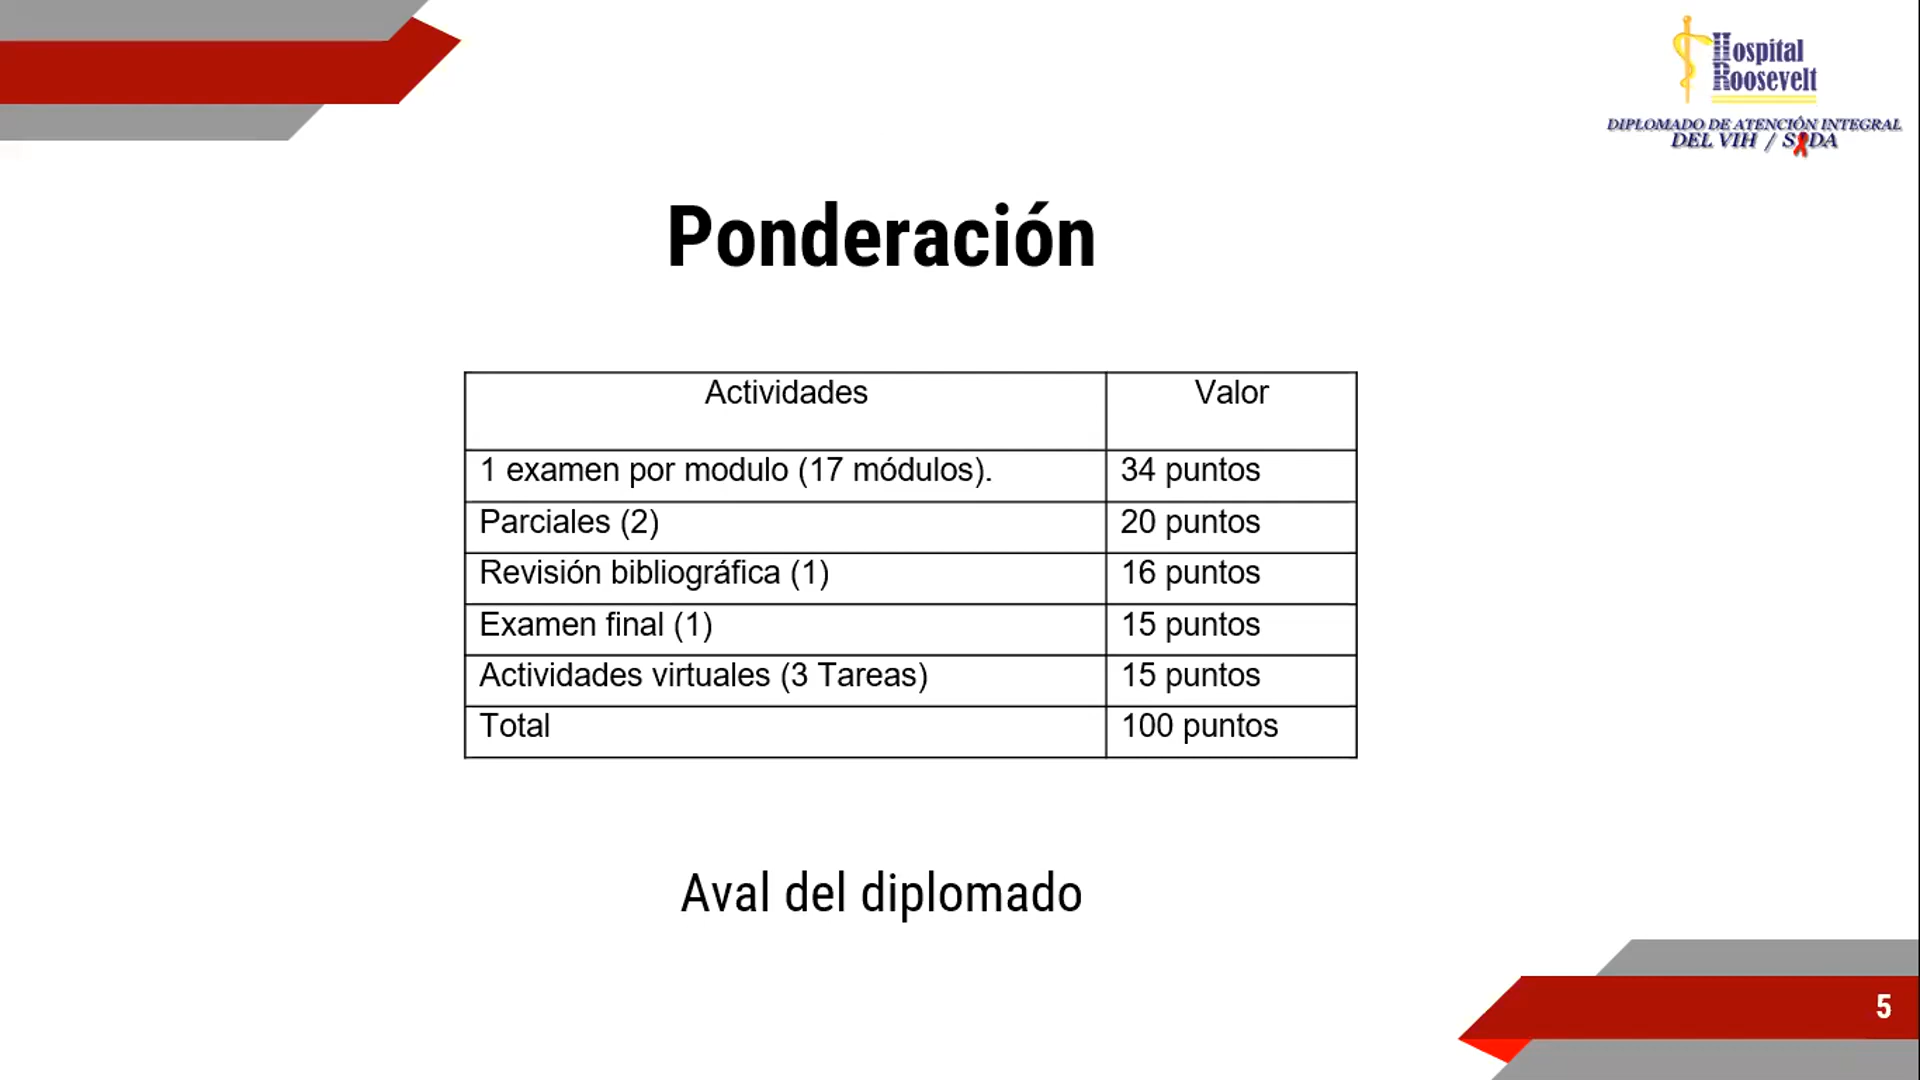 Hospital
Roosevelt
DIPLOMADO DE ATENCIÓN INTEGRAL
DEL VIH / SIDA
Ponderación
Actividades Valor
1 examen por modulo (17 módulos). 34 puntos
Parciales (2) 20 puntos
Revisión bibliográfica (1) 16 puntos
Examen final (1) 15 puntos
Actividades virtuales (3 Tareas) 15 puntos
Total 100 puntos
Aval del diplomado
5